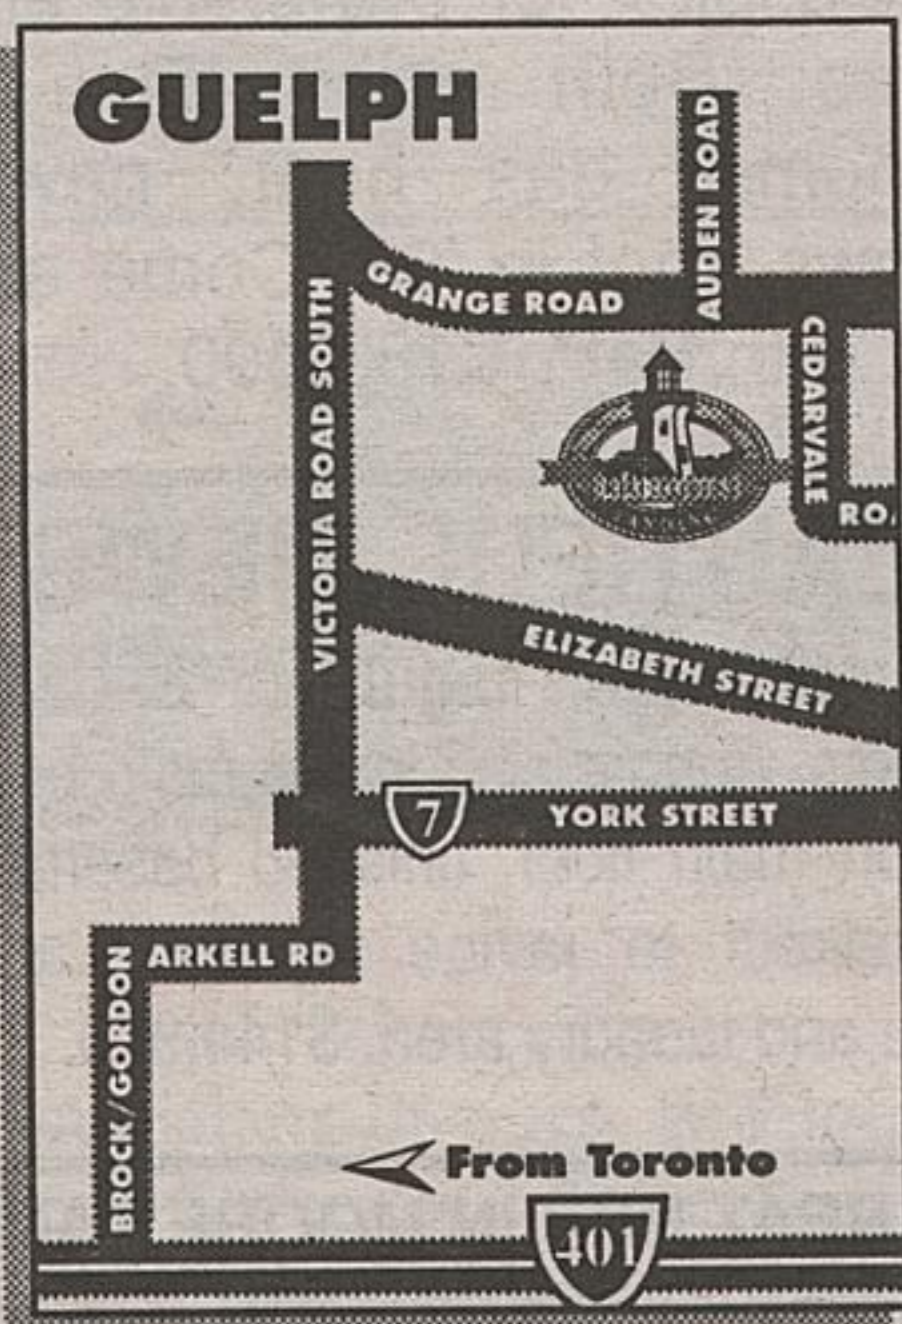 GUELPH
AUDEN ROAD
GRANGE ROAD
VICTORIA ROAD SOUTH
CEDARVALE
ELIZABETH STREET
7
YORK STREET
ARKELL RD
BROCK/GORDON
From Toronto
401